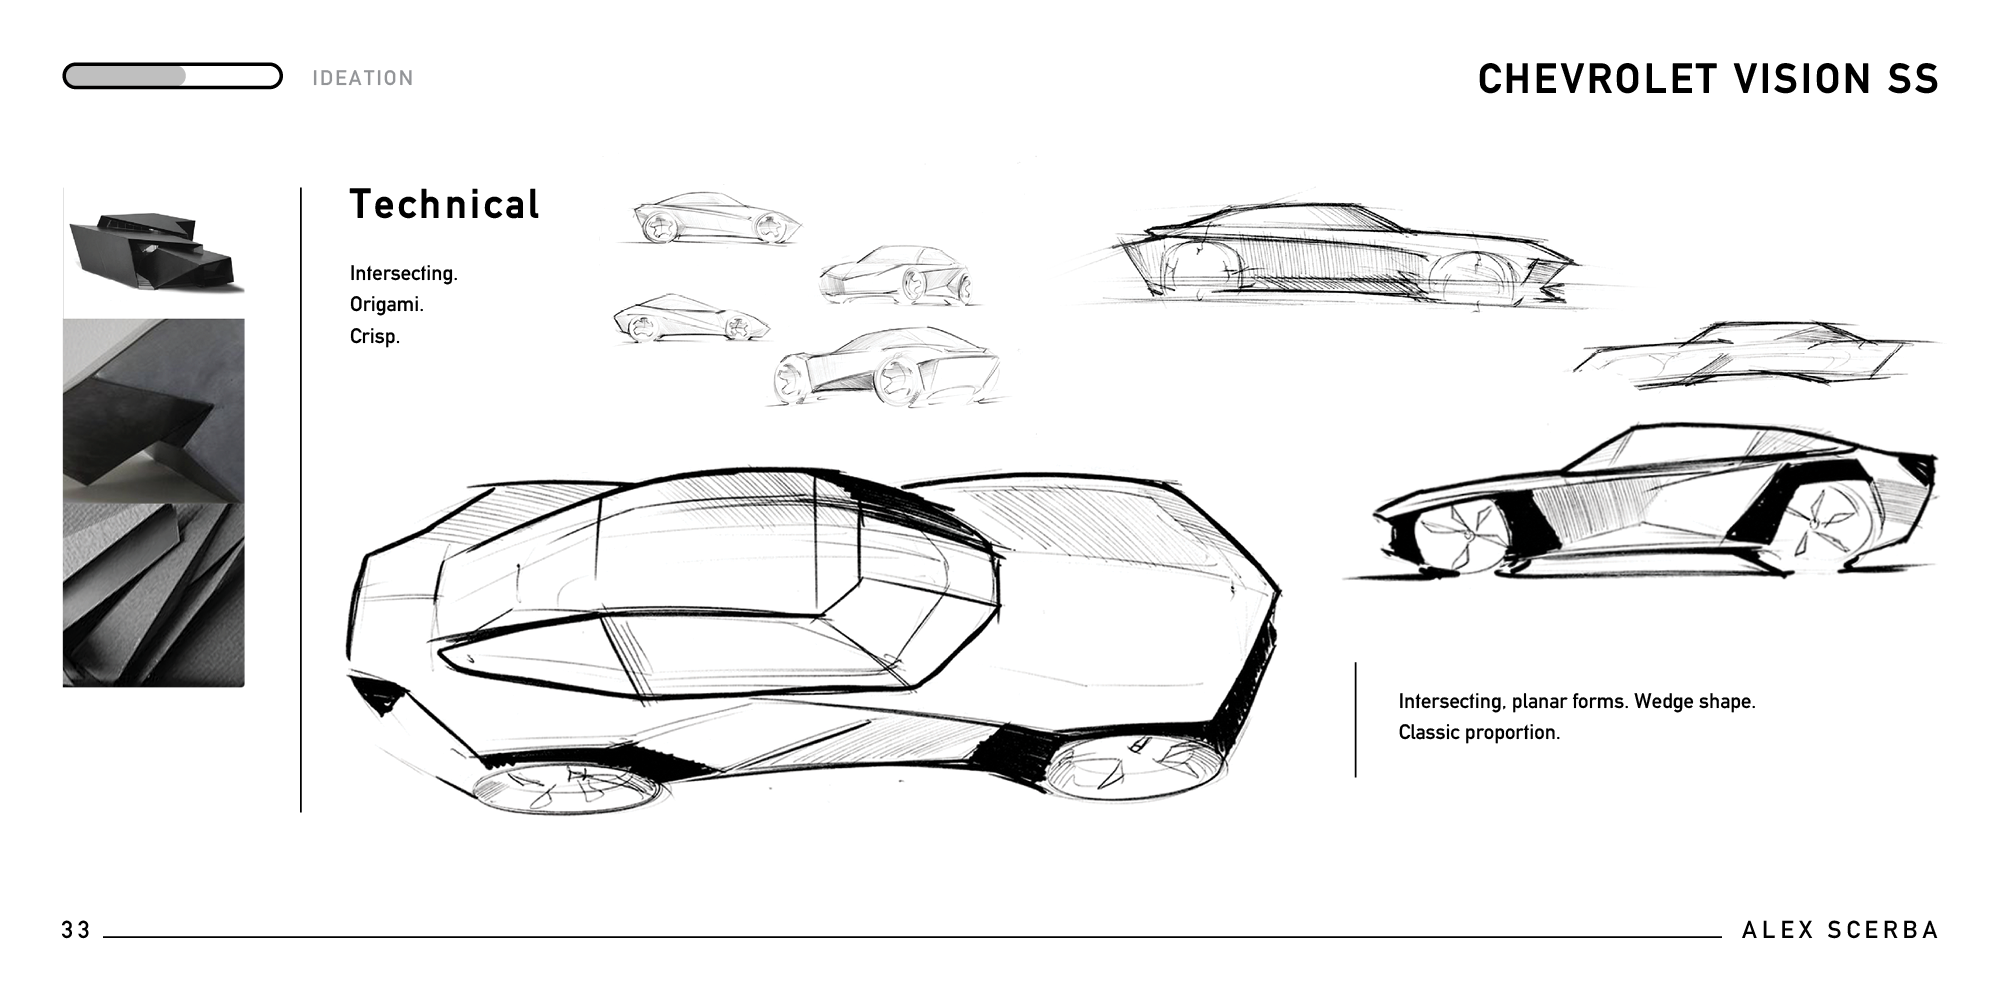 IDEATION
CHEVROLET VISION SS
Technical
Intersecting.
Origami.
Crisp.
Intersecting, planar forms. Wedge shape.
Classic proportion.
33
ALEX SCERBA